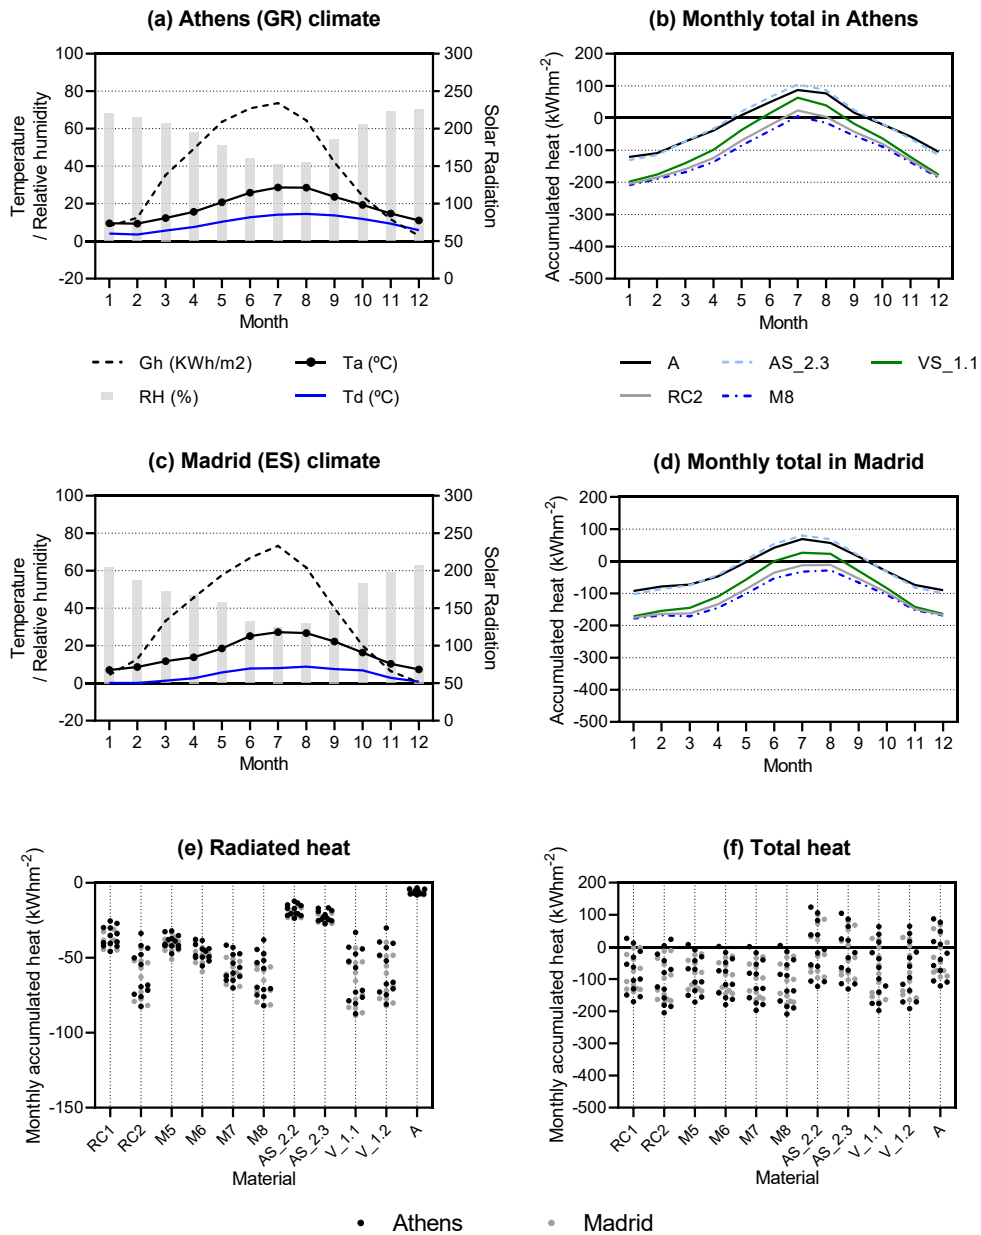 (a) Athens (GR) climate
100
80
60
40
20
0
-20
Temperature
/ Relative humidity
300
250
200
150
100
50
0
Solar Radiation
1 2 3 4 5 6 7 8 9 10 11 12
Month
Gh (KWh/m2)
Ta (ºC)
RH (%)
Td (ºC)
(b) Monthly total in Athens
200
100
0
-100
-200
-300
-400
-500
Accumulated heat (kWhm-2)
1 2 3 4 5 6 7 8 9 10 11 12
Month
A
AS_2.3
VS_1.1
RC2
M8
(c) Madrid (ES) climate
100
80
60
40
20
0
-20
Temperature
/ Relative humidity
300
250
200
150
100
50
0
Solar Radiation
1 2 3 4 5 6 7 8 9 10 11 12
Month
(d) Monthly total in Madrid
200
100
0
-100
-200
-300
-400
-500
Accumulated heat (kWhm-2)
1 2 3 4 5 6 7 8 9 10 11 12
Month
(e) Radiated heat
0
-50
-100
-150
Monthly accumulated heat (kWhm-2)
RC1 RC2 M5 M6 M7 M8 AS_2.2 AS_2.3 V_1.1 V_1.2 A
Material
(f) Total heat
200
100
0
-100
-200
-300
-400
-500
Monthly accumulated heat (kWhm-2)
RC1 RC2 M5 M6 M7 M8 AS_2.2 AS_2.3 V_1.1 V_1.2 A
Material
Athens
Madrid